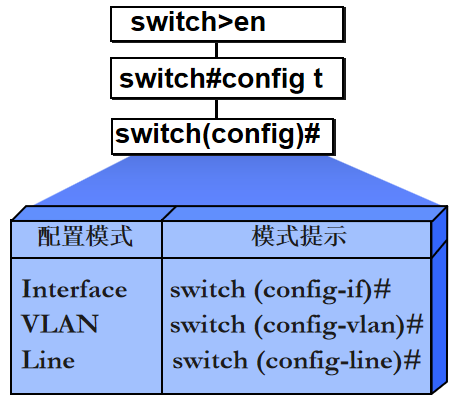 switch>en
switch#config t
switch(config)#
配置模式 模式提示
Interface switch (config-if)#
VLAN switch (config-vlan)#
Line switch (config-line)#